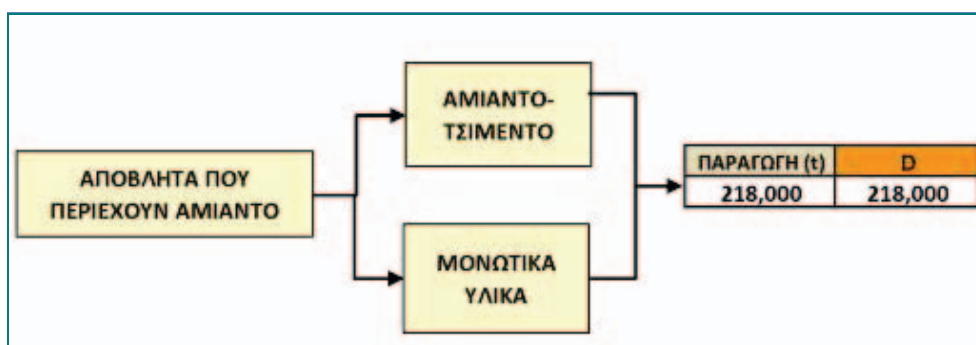 ΑΠΟΒΛΗΤΑ ΠΟΥ
ΠΕΡΙΕΧΟΥΝ ΑΜΙΑΝΤΟ
ΑΜΙΑΝΤΟ-
ΤΣΙΜΕΝΤΟ
ΜΟΝΩΤΙΚΑ
ΥΛΙΚΑ
ΠΑΡΑΓΩΓΗ (t) D
218,000 218,000